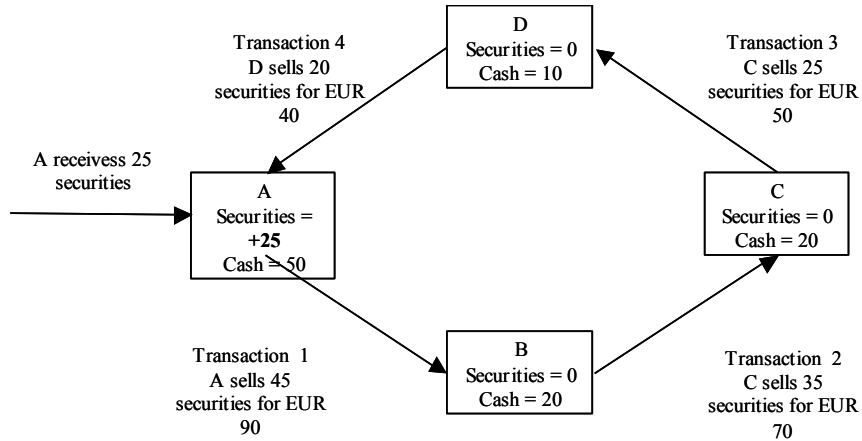 D
Securities = 0
Cash = 10
Transaction 4
D sells 20
securities for EUR
40
Transaction 3
C sells 25
securities for EUR
50
A receivess 25
securities
A
Securities =
+25
Cash = 50
C
Securities = 0
Cash = 20
B
Securities = 0
Cash = 20
Transaction 1
A sells 45
securities for EUR
90
Transaction 2
C sells 35
securities for EUR
70